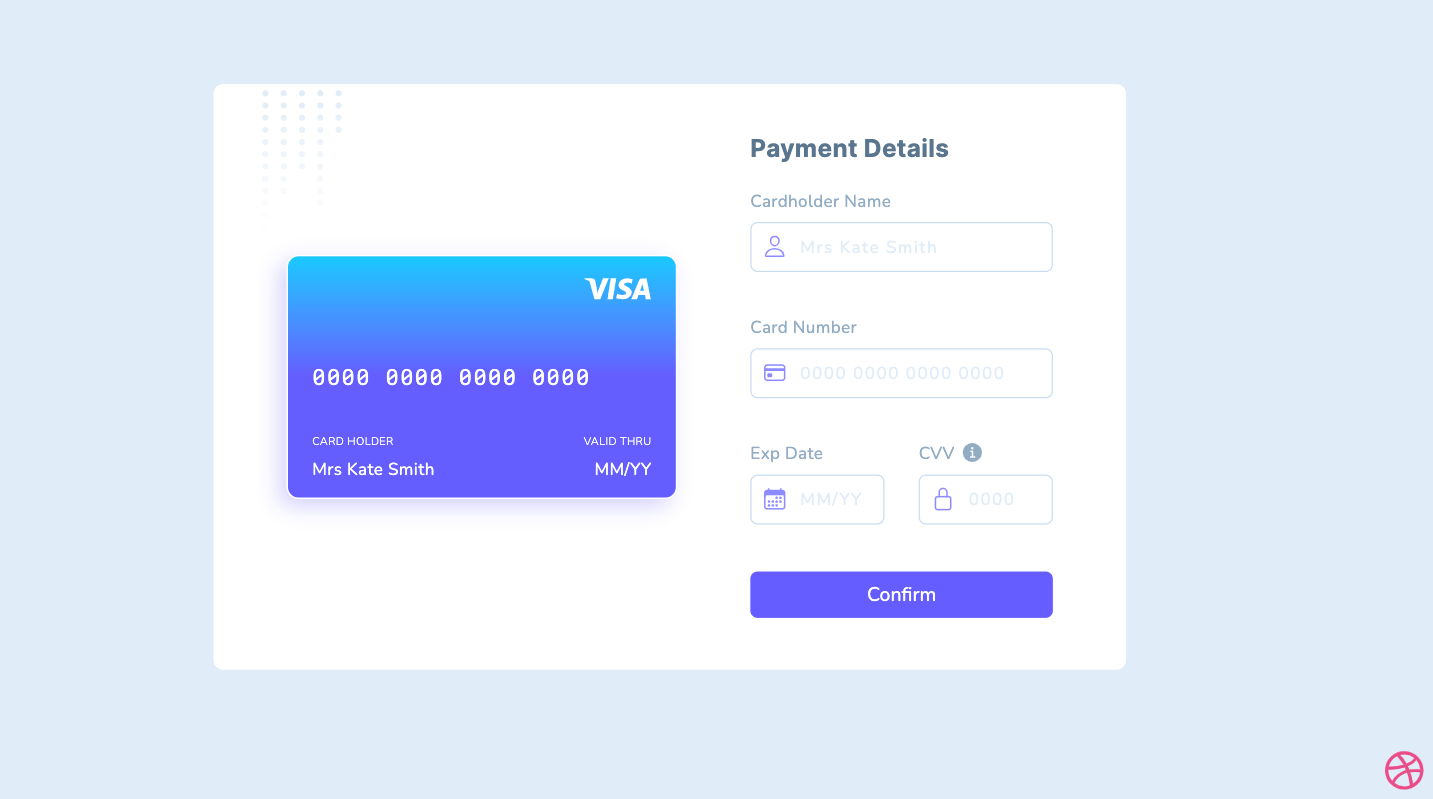 VISA
0000 0000 0000 0000
CARD HOLDER
VALID THRU
Mrs Kate Smith
MM/YY
Payment Details
Cardholder Name
Mrs Kate Smith
Card Number
0000 0000 0000 0000
Exp Date
CVV i
MM/YY
0000
Confirm